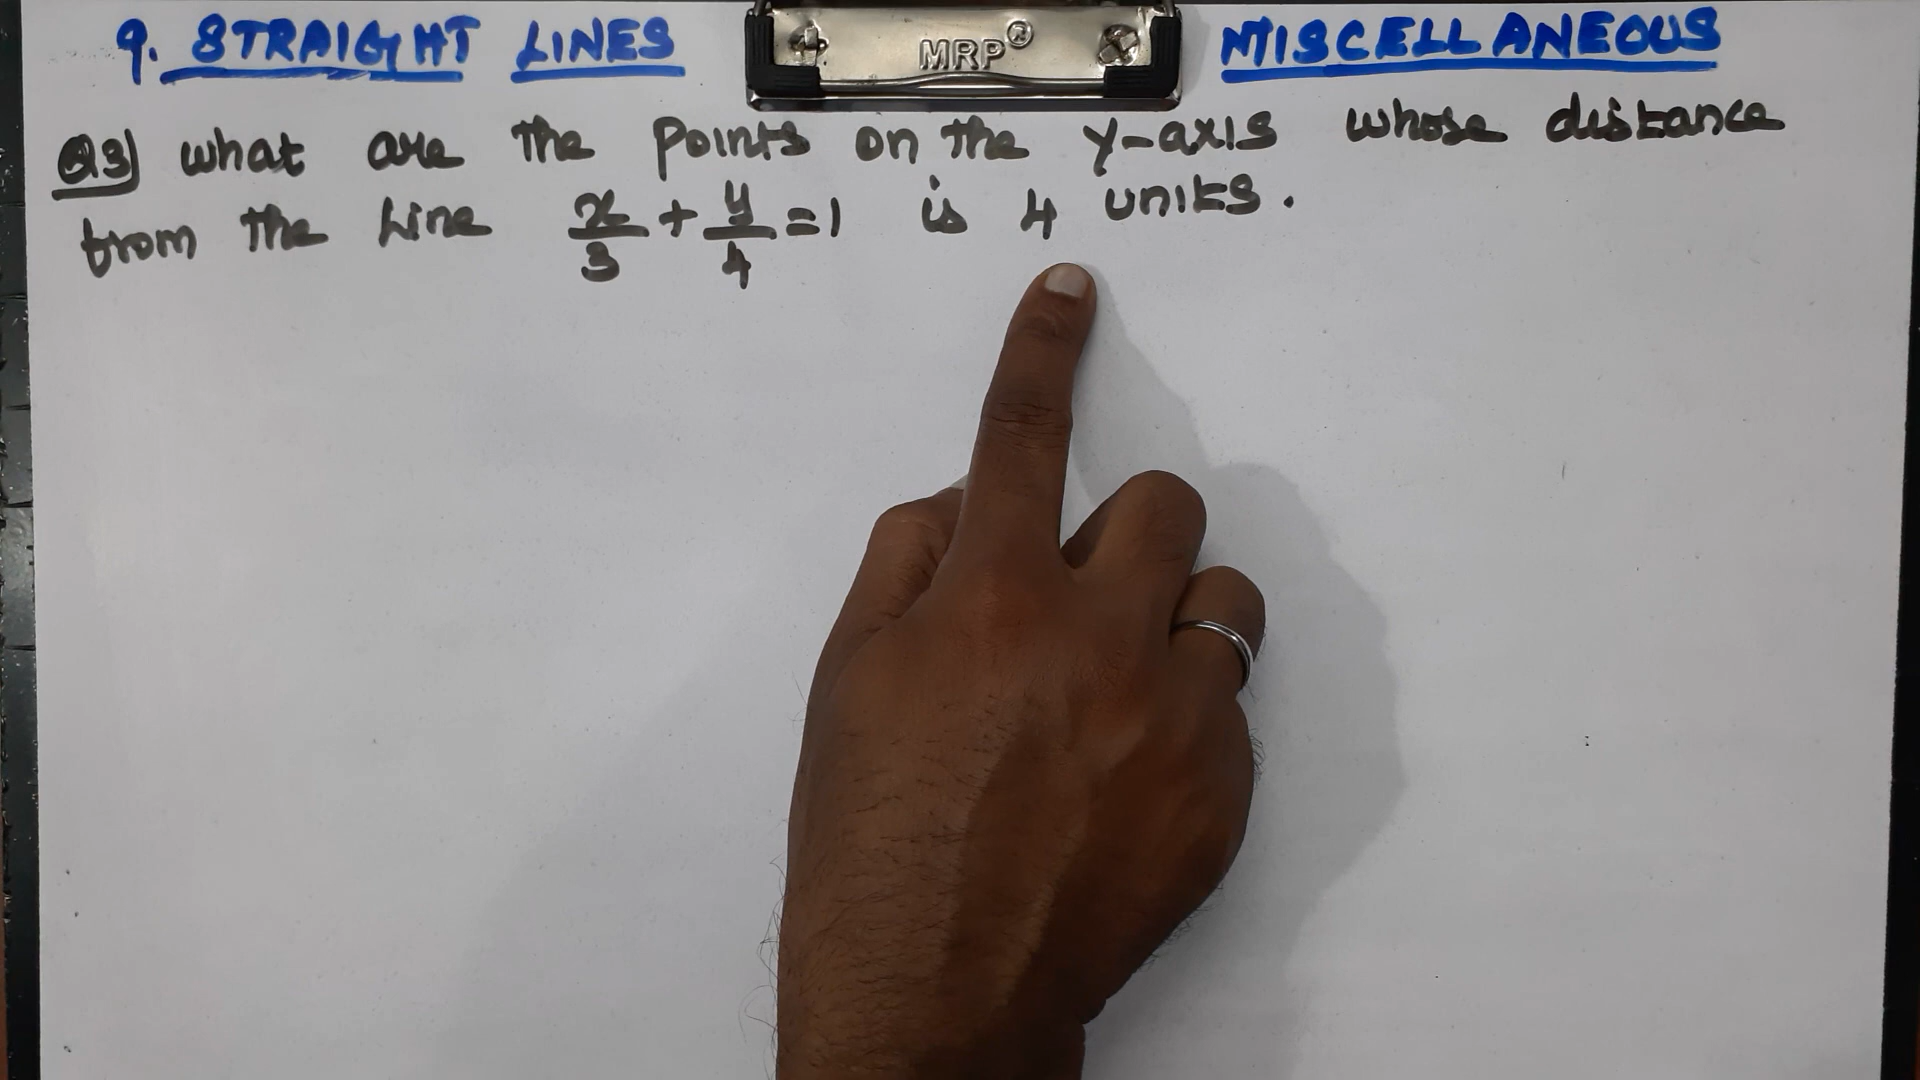 9. STRAIGHT LINES MISCELLANEOUS
MRP®
Q3) what are the points on the y-axis whose distance
from the line x/3 + y/4 = 1 is 4 units.